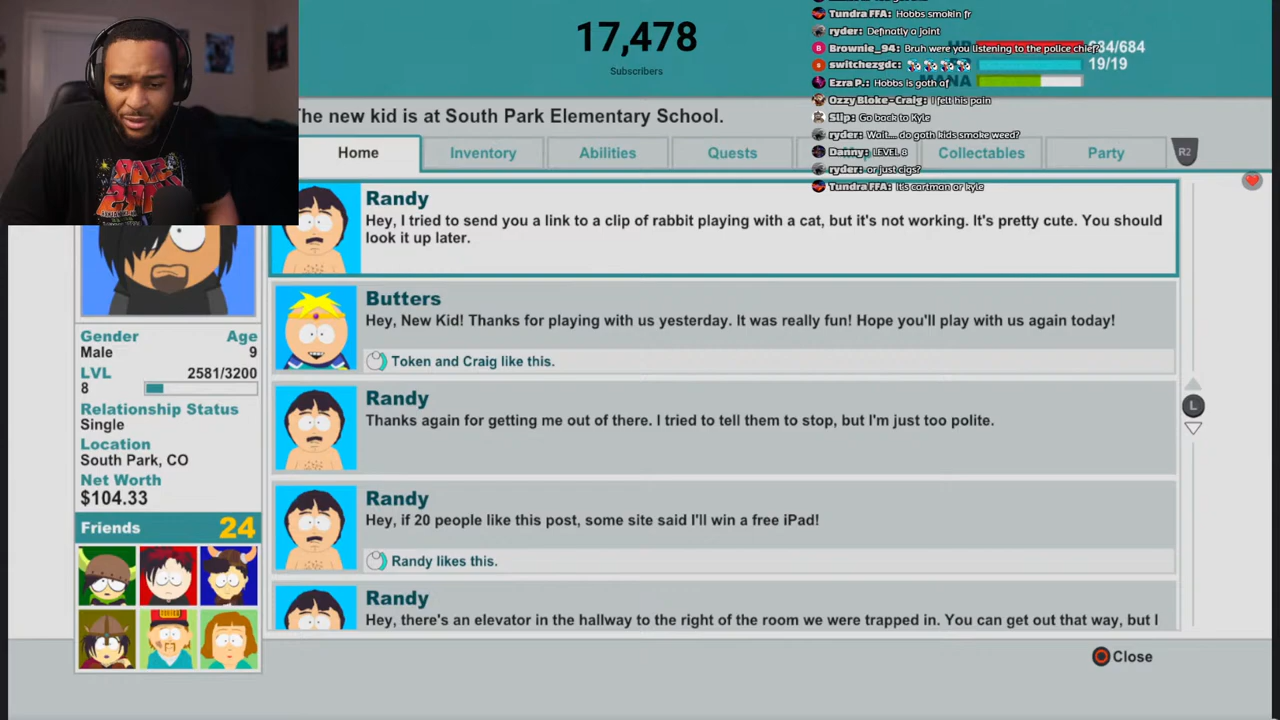 17,478
Subscribers
Tundra FFA: Hobbs smokin fr
ryder: Definatly a joint
Brownie_94: Bruh were you listening to the police chief?
switchezgdc:
Ezra P.: Hobbs is goth af
Ozzy Bloke-Craig: I felt his pain
Slip: Go back to Kyle
ryder: Wait... do goth kids smoke weed?
Danny: LEVEL 8
ryder: or just cigs?
Tundra FFA: It's cartman or kyle
684/684
19/19
MANA
The new kid is at South Park Elementary School.
Home
Inventory
Abilities
Quests
Collectables
Party
R2
Randy
Hey, I tried to send you a link to a clip of rabbit playing with a cat, but it's not working. It's pretty cute. You should
look it up later.
Butters
Hey, New Kid! Thanks for playing with us yesterday. It was really fun! Hope you'll play with us again today!
Token and Craig like this.
Randy
Thanks again for getting me out of there. I tried to tell them to stop, but I'm just too polite.
Randy
Hey, if 20 people like this post, some site said I'll win a free iPad!
Randy likes this.
Randy
Hey, there's an elevator in the hallway to the right of the room we were trapped in. You can get out that way, but I
Gender Age
Male 9
LVL 2581/3200
8
Relationship Status
Single
Location
South Park, CO
Net Worth
$104.33
Friends 24
L
Close